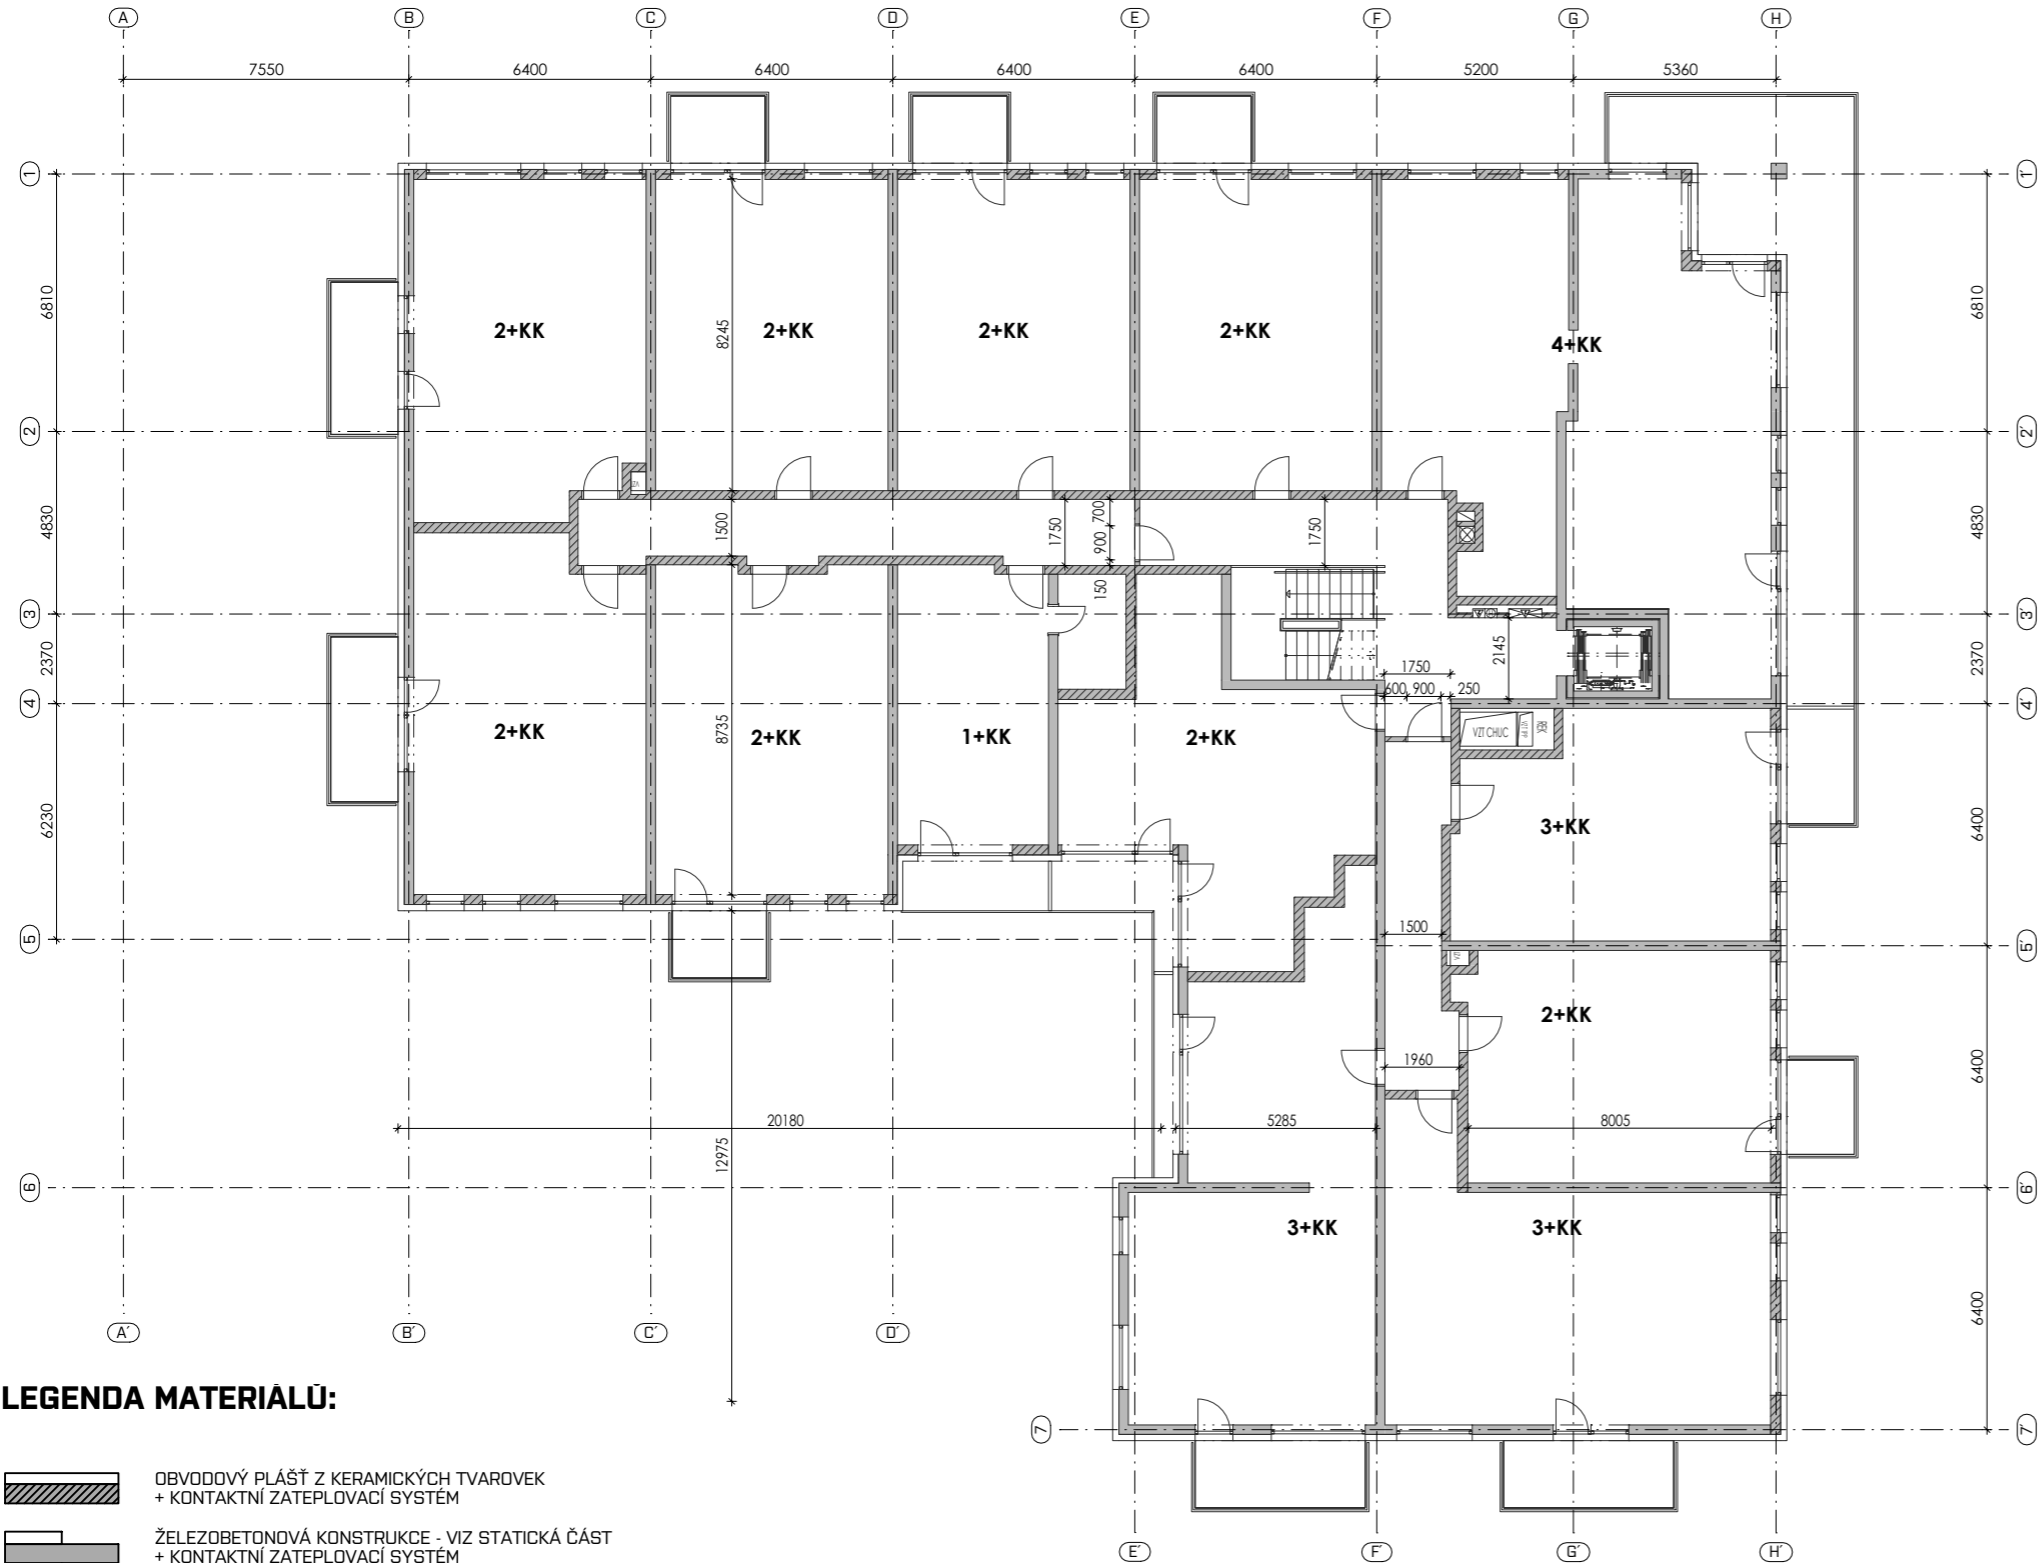 A B C D E F G H
7550 6400 6400 6400 6400 5200 5360
1 1'
6810 8245 6810
2+KK 2+KK 2+KK 2+KK 4+KK
2 2'
4830 1500 1750 700 900 1750 4830
150
3 3'
2370 2145 2370
1750
600 900 250
4 4'
VZT CHUC REK
8735
2+KK 2+KK 1+KK 2+KK
6230 3+KK 6400
1500
5 5'
2+KK
1960 6400
20180 5285 8005
12975
6 6'
3+KK 3+KK
6400
A' B' C' D'
7 7'
E' F' G' H'
LEGENDA MATERIÁLŮ:
OBVODOVÝ PLÁŠŤ Z KERAMICKÝCH TVAROVEK
+ KONTAKTNÍ ZATEPLOVACÍ SYSTÉM
ŽELEZOBETONOVÁ KONSTRUKCE - VIZ STATICKÁ ČÁST
+ KONTAKTNÍ ZATEPLOVACÍ SYSTÉM